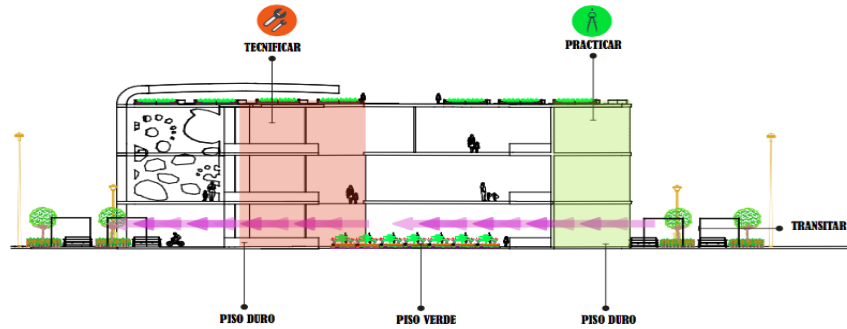 TECNIFICAR
PRACTICAR
TRANSITAR
PISO DURO
PISO VERDE
PISO DURO